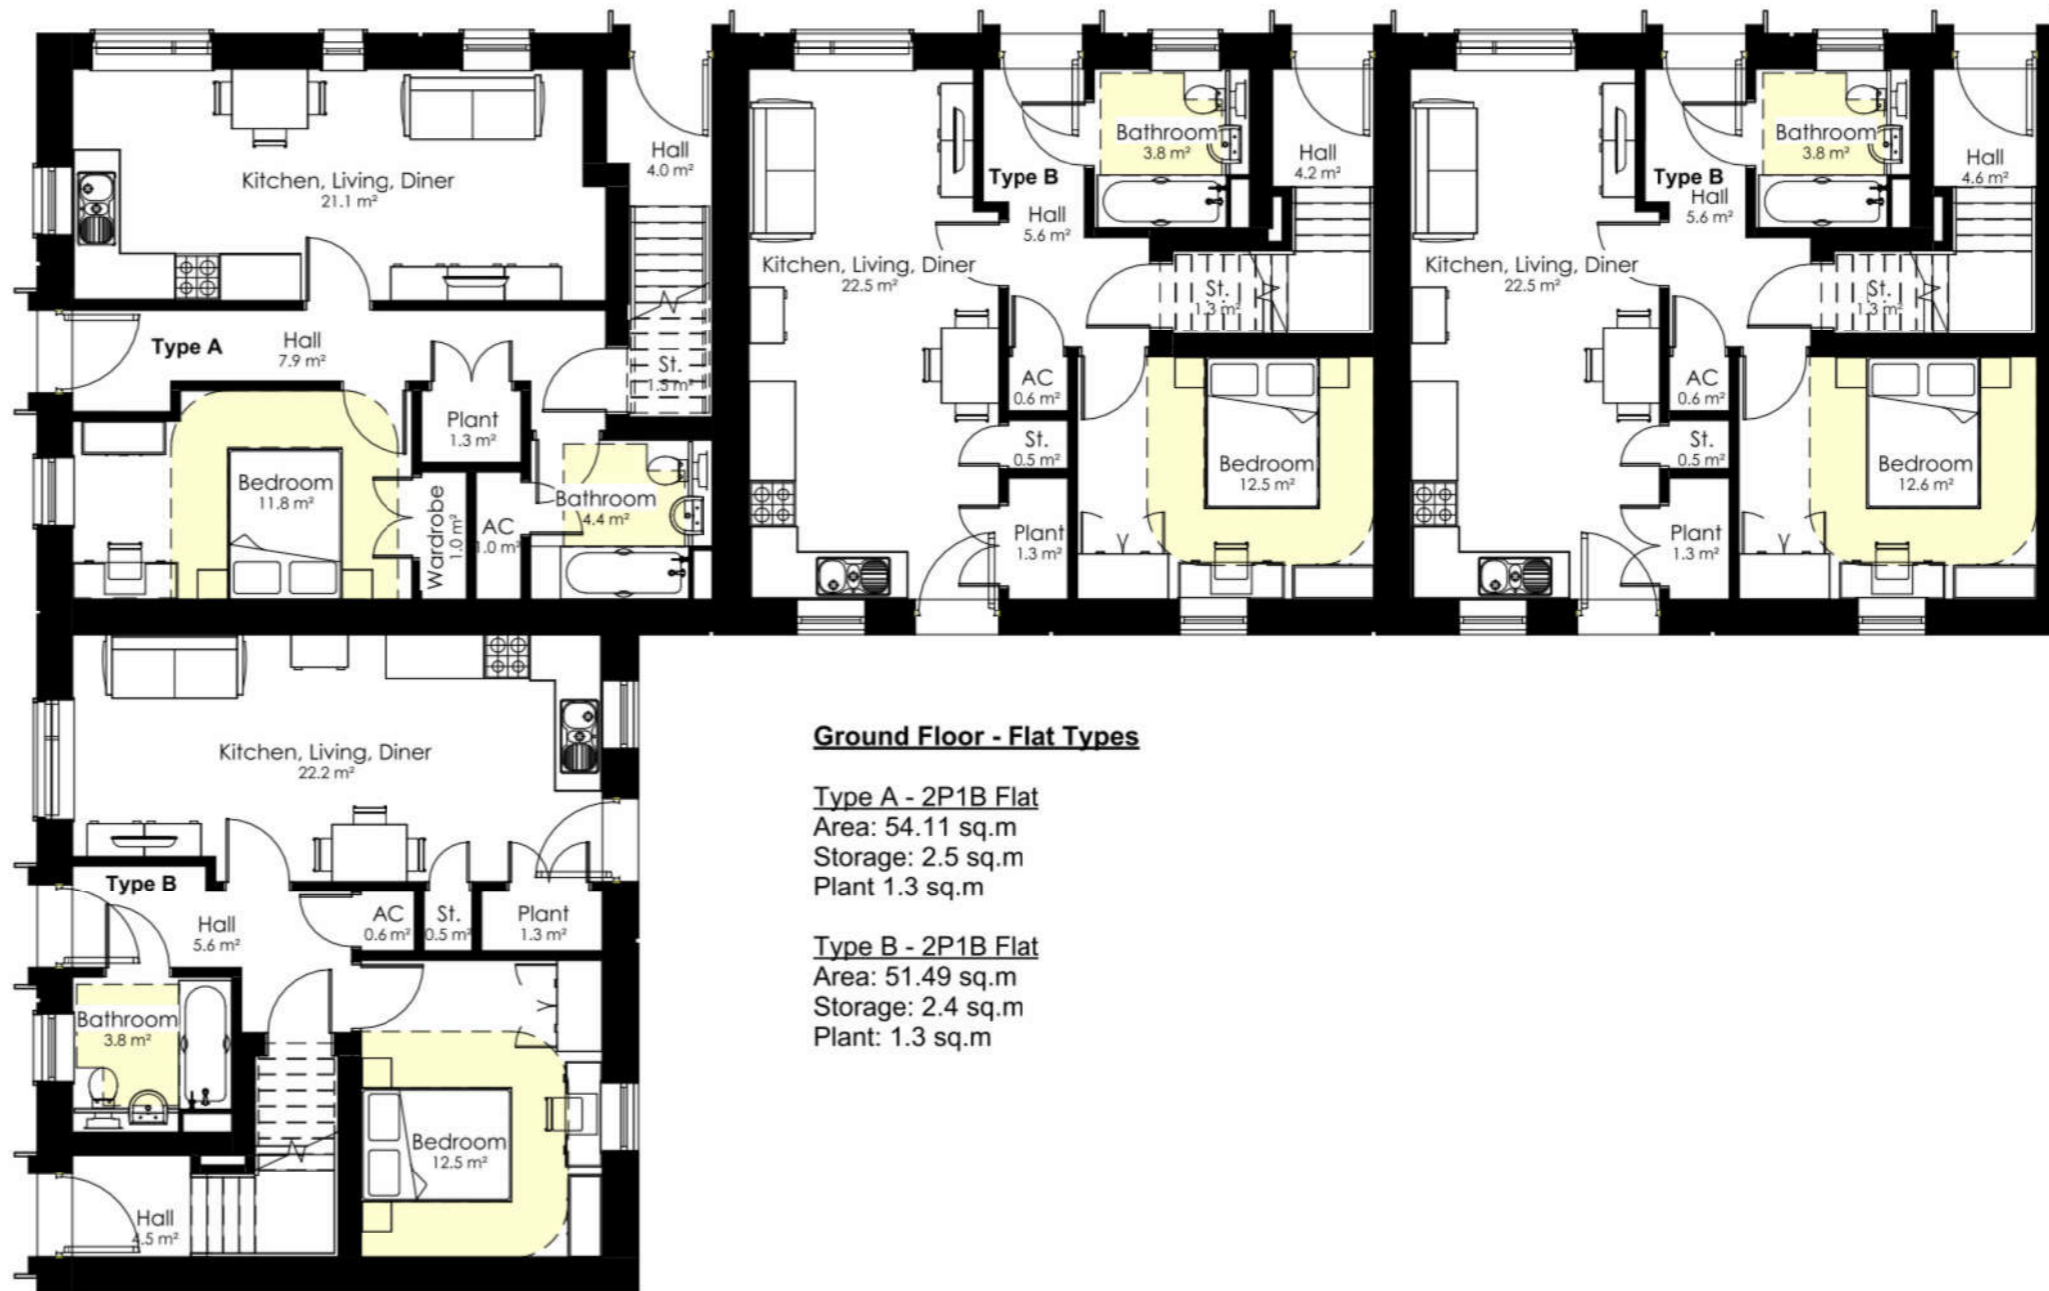 Kitchen, Living, Diner
21.1 m²
Hall
4.0 m²
Type A
Hall
7.9 m²
St.
1.5 m²
Plant
1.3 m²
Bedroom
11.8 m²
Wardrobe
1.0 m²
AC
1.0 m²
Bathroom
4.4 m²
Kitchen, Living, Diner
22.5 m²
Type B
Hall
5.6 m²
Bathroom
3.8 m²
Hall
4.2 m²
St.
1.3 m²
AC
0.6 m²
St.
0.5 m²
Plant
1.3 m²
Bedroom
12.5 m²
Kitchen, Living, Diner
22.5 m²
Type B
Hall
5.6 m²
Bathroom
3.8 m²
Hall
4.6 m²
St.
1.3 m²
AC
0.6 m²
St.
0.5 m²
Plant
1.3 m²
Bedroom
12.6 m²
Kitchen, Living, Diner
22.2 m²
Type B
Hall
5.6 m²
AC
0.6 m²
St.
0.5 m²
Plant
1.3 m²
Bathroom
3.8 m²
Bedroom
12.5 m²
Hall
4.5 m²
Ground Floor - Flat Types
Type A - 2P1B Flat
Area: 54.11 sq.m
Storage: 2.5 sq.m
Plant 1.3 sq.m
Type B - 2P1B Flat
Area: 51.49 sq.m
Storage: 2.4 sq.m
Plant: 1.3 sq.m